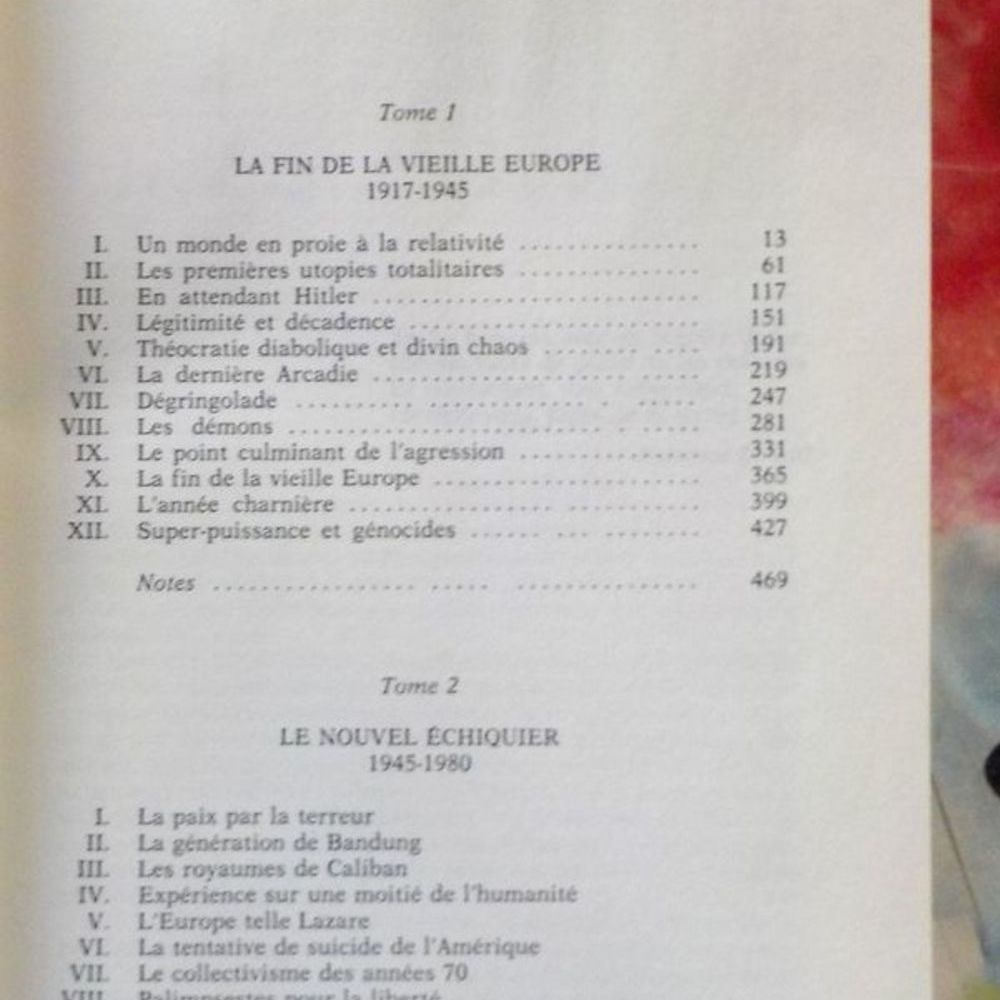 Tome 1
LA FIN DE LA VIEILLE EUROPE
1917-1945
I. Un monde en proie à la relativité ................ 13
II. Les premières utopies totalitaires ................ 61
III. En attendant Hitler ............................. 117
IV. Légitimité et décadence ......................... 151
V. Théocratie diabolique et divin chaos ........ .... 191
VI. La dernière Arcadie ............................. 219
VII. Dégringolade .......... ............... . ..... 247
VIII. Les démons ........................... . ..... 281
IX. Le point culminant de l'agression ................ 331
X. La fin de la vieille Europe ....................... 365
XI. L'année charnière .................. ............ 399
XII. Super-puissance et génocides ...... ... ........ 427
Notes ................. ..... ................ 469
Tome 2
LE NOUVEL ÉCHIQUIER
1945-1980
I. La paix par la terreur
II. La génération de Bandung
III. Les royaumes de Caliban
IV. Expérience sur une moitié de l'humanité
V. L'Europe telle Lazare
VI. La tentative de suicide de l'Amérique
VII. Le collectivisme des années 70
VIII. Palimpsestes pour la liberté